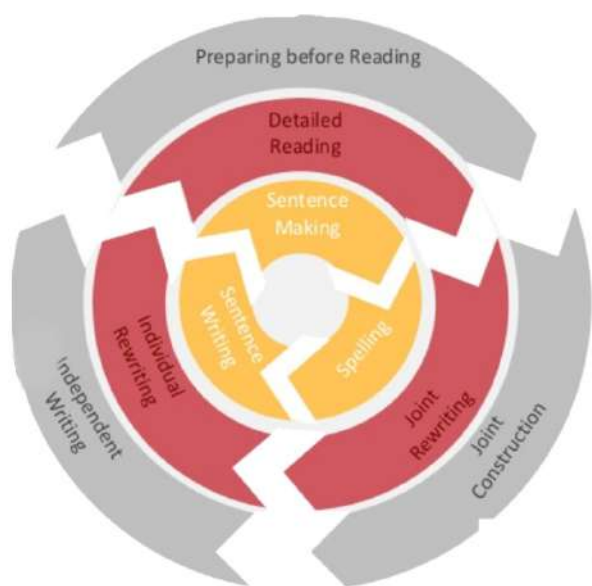 Preparing before Reading
Detailed
Reading
Sentence
Making
Sentence
Writing
Spelling
Individual
Rewriting
Joint
Rewriting
Independent
Writing
Joint
Construction